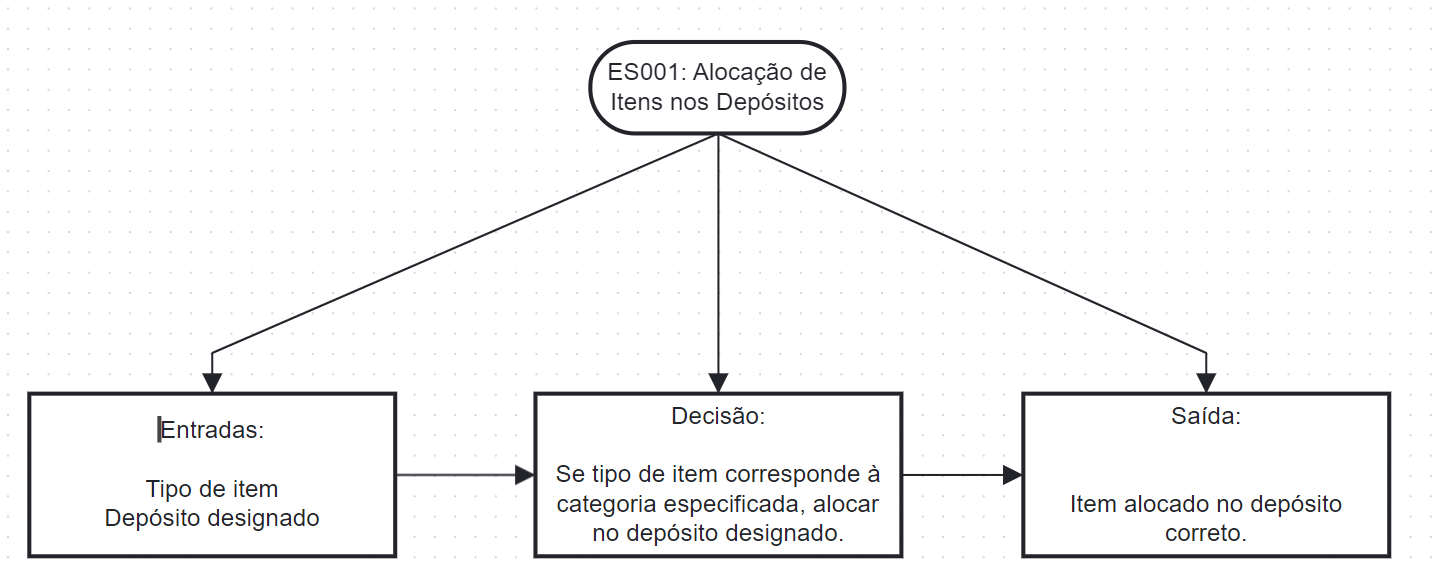 ES001: Alocação de
Itens nos Depósitos
Entradas:
Tipo de item
Depósito designado
Decisão:
Se tipo de item corresponde à
categoria especificada, alocar
no depósito designado.
Saída:
Item alocado no depósito
correto.